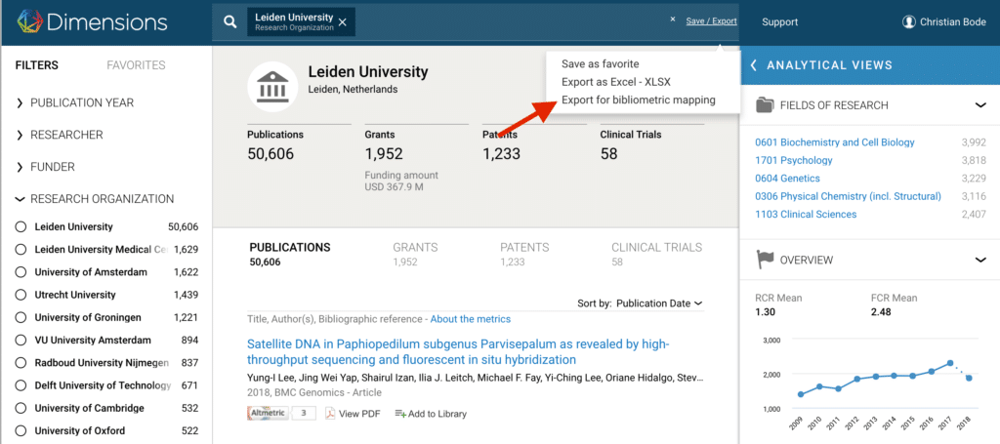 Dimensions
Leiden University
Research Organization
Save / Export
Support
Christian Bode
FILTERS
FAVORITES
PUBLICATION YEAR
RESEARCHER
FUNDER
RESEARCH ORGANIZATION
Leiden University 50,606
Leiden University Medical Ce 1,629
University of Amsterdam 1,622
Utrecht University 1,439
University of Groningen 1,221
VU University Amsterdam 894
Radboud University Nijmegen 837
Delft University of Technology 671
University of Cambridge 532
University of Oxford 522
Leiden University
Leiden, Netherlands
Save as favorite
Export as Excel - XLSX
Export for bibliometric mapping
Publications Grants Patents Clinical Trials
50,606 1,952 1,233 58
Funding amount
USD 367.9 M
PUBLICATIONS GRANTS PATENTS CLINICAL TRIALS
50,606 1,952 1,233 58
Sort by: Publication Date
Title, Author(s), Bibliographic reference - About the metrics
Satellite DNA in Paphiopedilum subgenus Parvisepalum as revealed by high-
throughput sequencing and fluorescent in situ hybridization
Yung-I Lee, Jing Wei Yap, Shairul Izan, Ilia J. Leitch, Michael F. Fay, Yi-Ching Lee, Oriane Hidalgo, Stev...
2018, BMC Genomics - Article
Altmetric 3 View PDF Add to Library
ANALYTICAL VIEWS
FIELDS OF RESEARCH
0601 Biochemistry and Cell Biology 3,992
1701 Psychology 3,818
0604 Genetics 3,229
0306 Physical Chemistry (incl. Structural) 3,116
1103 Clinical Sciences 2,407
OVERVIEW
RCR Mean FCR Mean
1.30 2.48
3,000
2,000
1,000
2009 2010 2011 2012 2013 2014 2015 2016 2017 2018